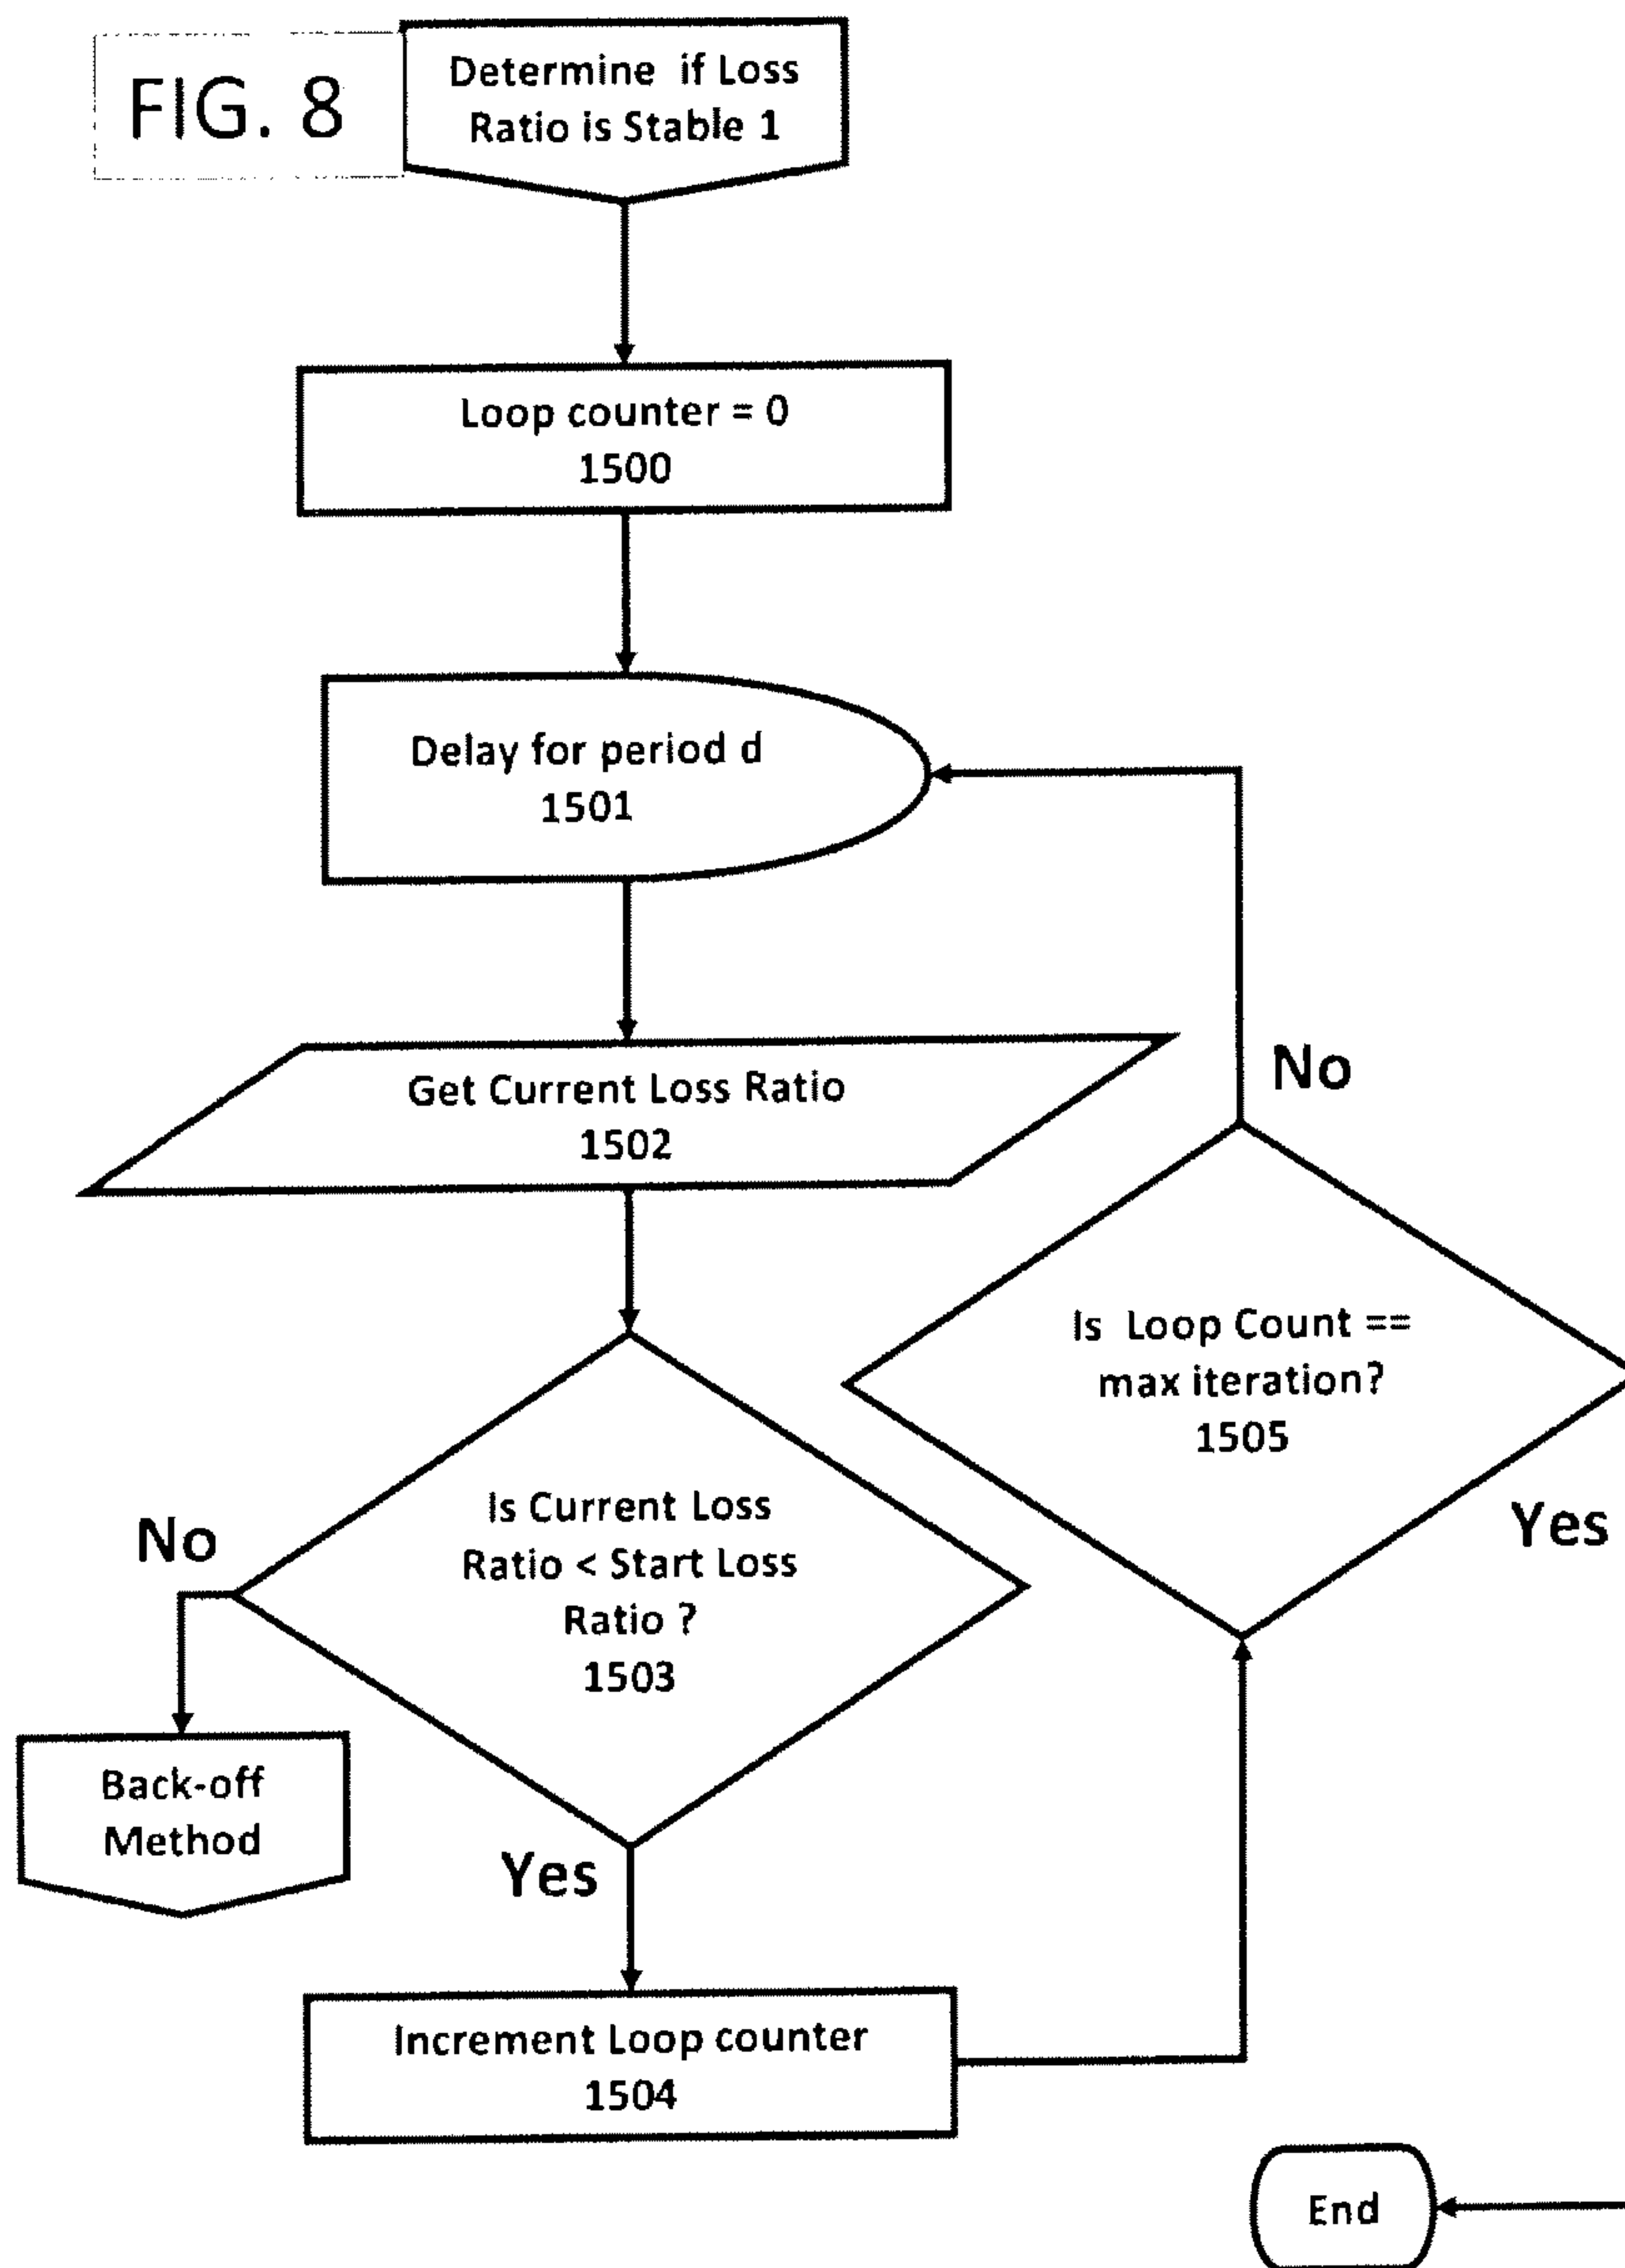 FIG. 8
Determine if Loss
Ratio is Stable 1
Loop counter = 0
1500
Delay for period d
1501
Get Current Loss Ratio
1502
No
Is Loop Count ==
max iteration?
1505
Yes
Is Current Loss
Ratio < Start Loss
Ratio ?
1503
No
Back-off
Method
Yes
Increment Loop counter
1504
End